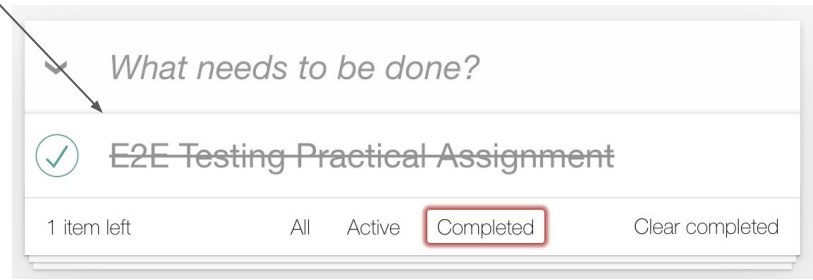 What needs to be done?
E2E Testing Practical Assignment
1 item left All Active Completed Clear completed